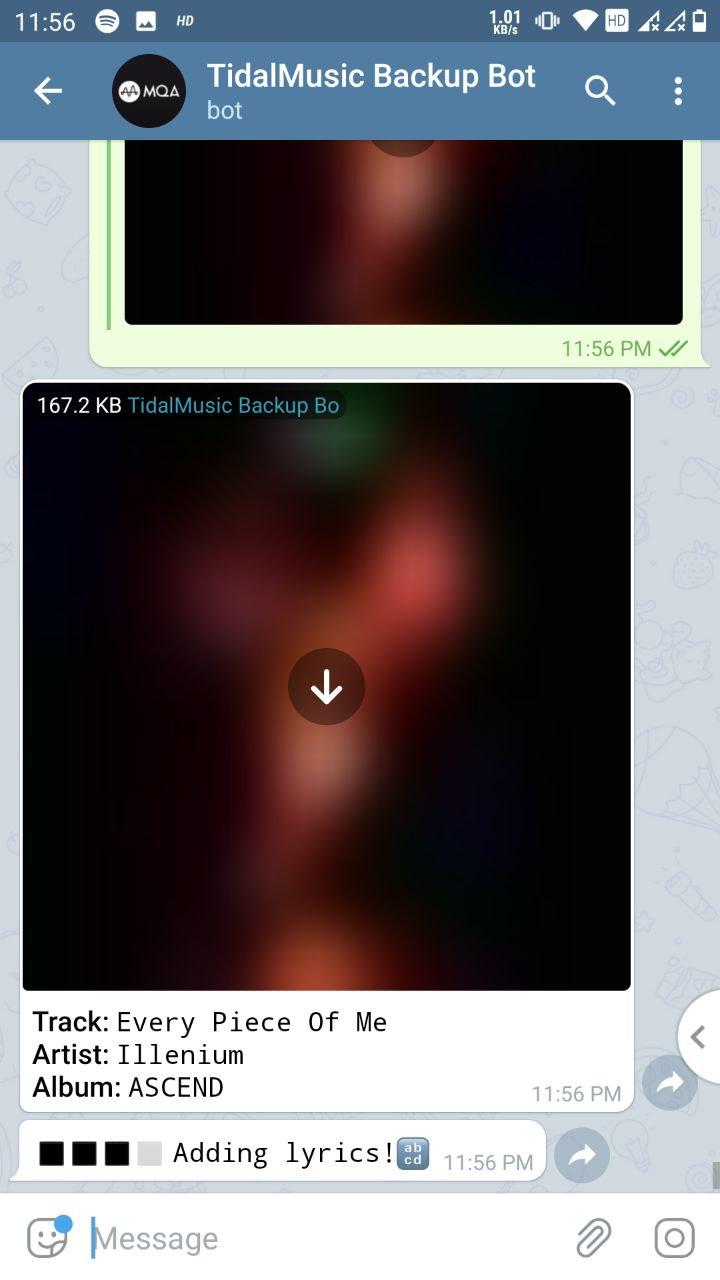 11:56 HD 1.01 KB/s HD
MQA TidalMusic Backup Bot
bot
11:56 PM
167.2 KB TidalMusic Backup Bo
Track: Every Piece Of Me
Artist: Illenium
Album: ASCEND 11:56 PM
Adding lyrics! abcd 11:56 PM
Message